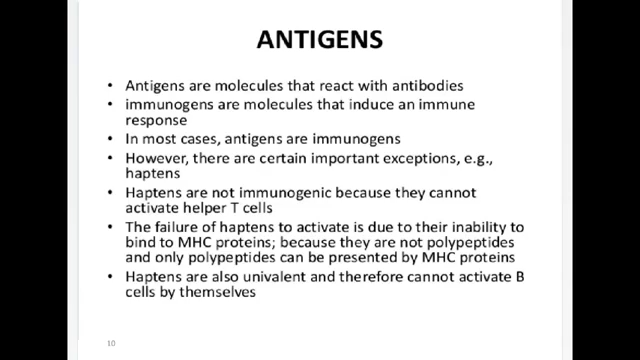 ANTIGENS
• Antigens are molecules that react with antibodies
• immunogens are molecules that induce an immune
response
• In most cases, antigens are immunogens
• However, there are certain important exceptions, e.g.,
haptens
• Haptens are not immunogenic because they cannot
activate helper T cells
• The failure of haptens to activate is due to their inability to
bind to MHC proteins; because they are not polypeptides
and only polypeptides can be presented by MHC proteins
• Haptens are also univalent and therefore cannot activate B
cells by themselves
10